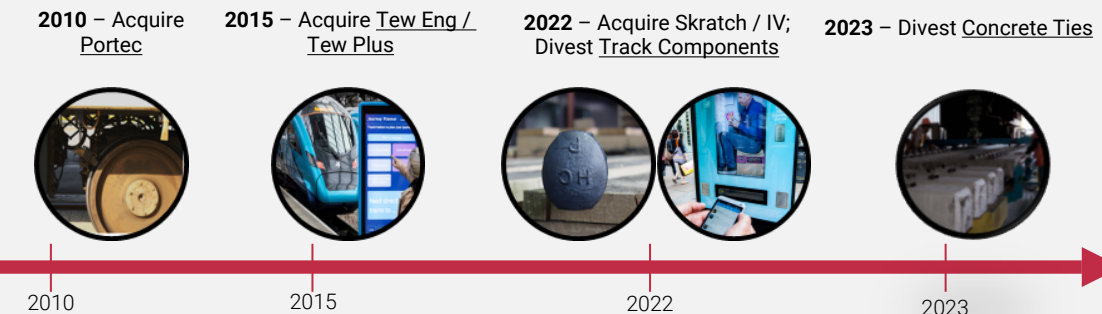 2010 – Acquire
Portec
2015 – Acquire Tew Eng /
Tew Plus
2022 – Acquire Skratch / IV;
Divest Track Components
2023 – Divest Concrete Ties
J
OH
2010
2015
2022
2023